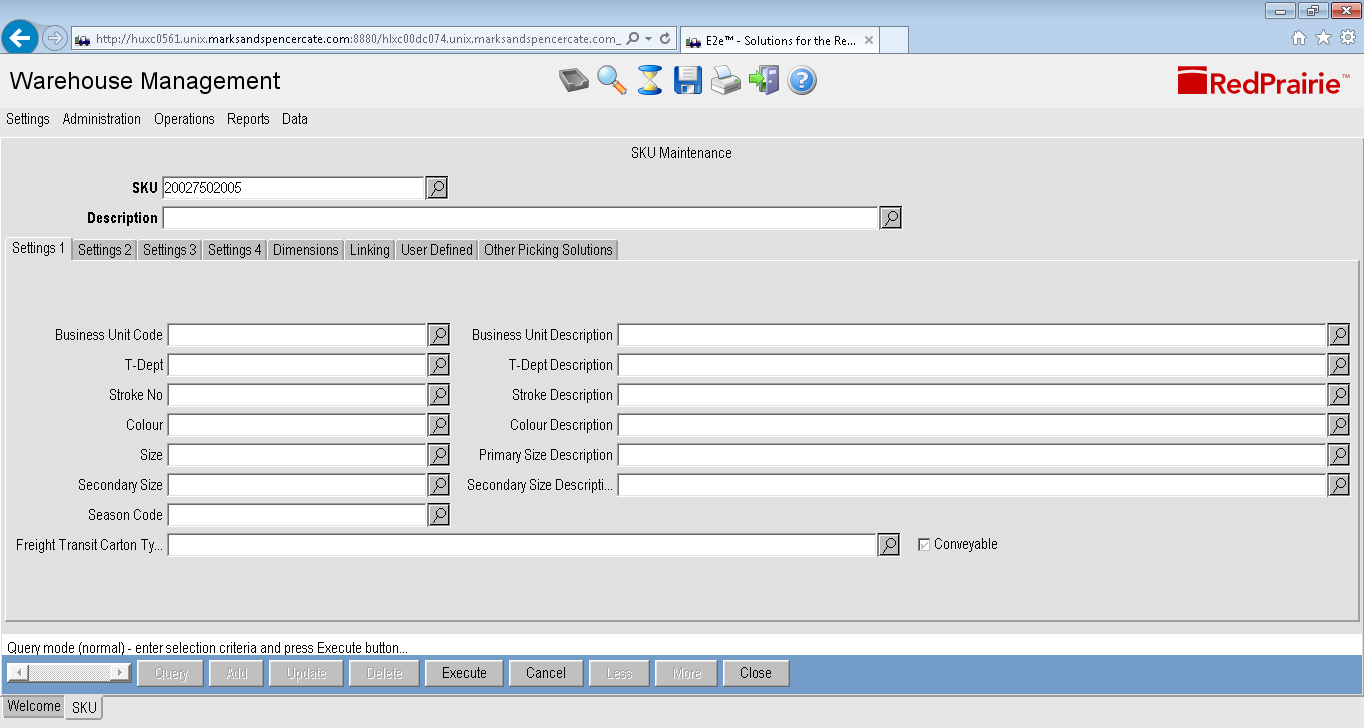 http://huxc0561.unix.marksandspencercate.com:8880/hlxc00dc074.unix.marksandspencercate.com_
E2e™ - Solutions for the Re...
Warehouse Management
RedPrairie™
Settings Administration Operations Reports Data
SKU Maintenance
SKU 20027502005
Description
Settings 1 Settings 2 Settings 3 Settings 4 Dimensions Linking User Defined Other Picking Solutions
Business Unit Code Business Unit Description
T-Dept T-Dept Description
Stroke No Stroke Description
Colour Colour Description
Size Primary Size Description
Secondary Size Secondary Size Descripti...
Season Code
Freight Transit Carton Ty... Conveyable
Query mode (normal) - enter selection criteria and press Execute button...
Query Add Update Delete Execute Cancel Less More Close
Welcome SKU